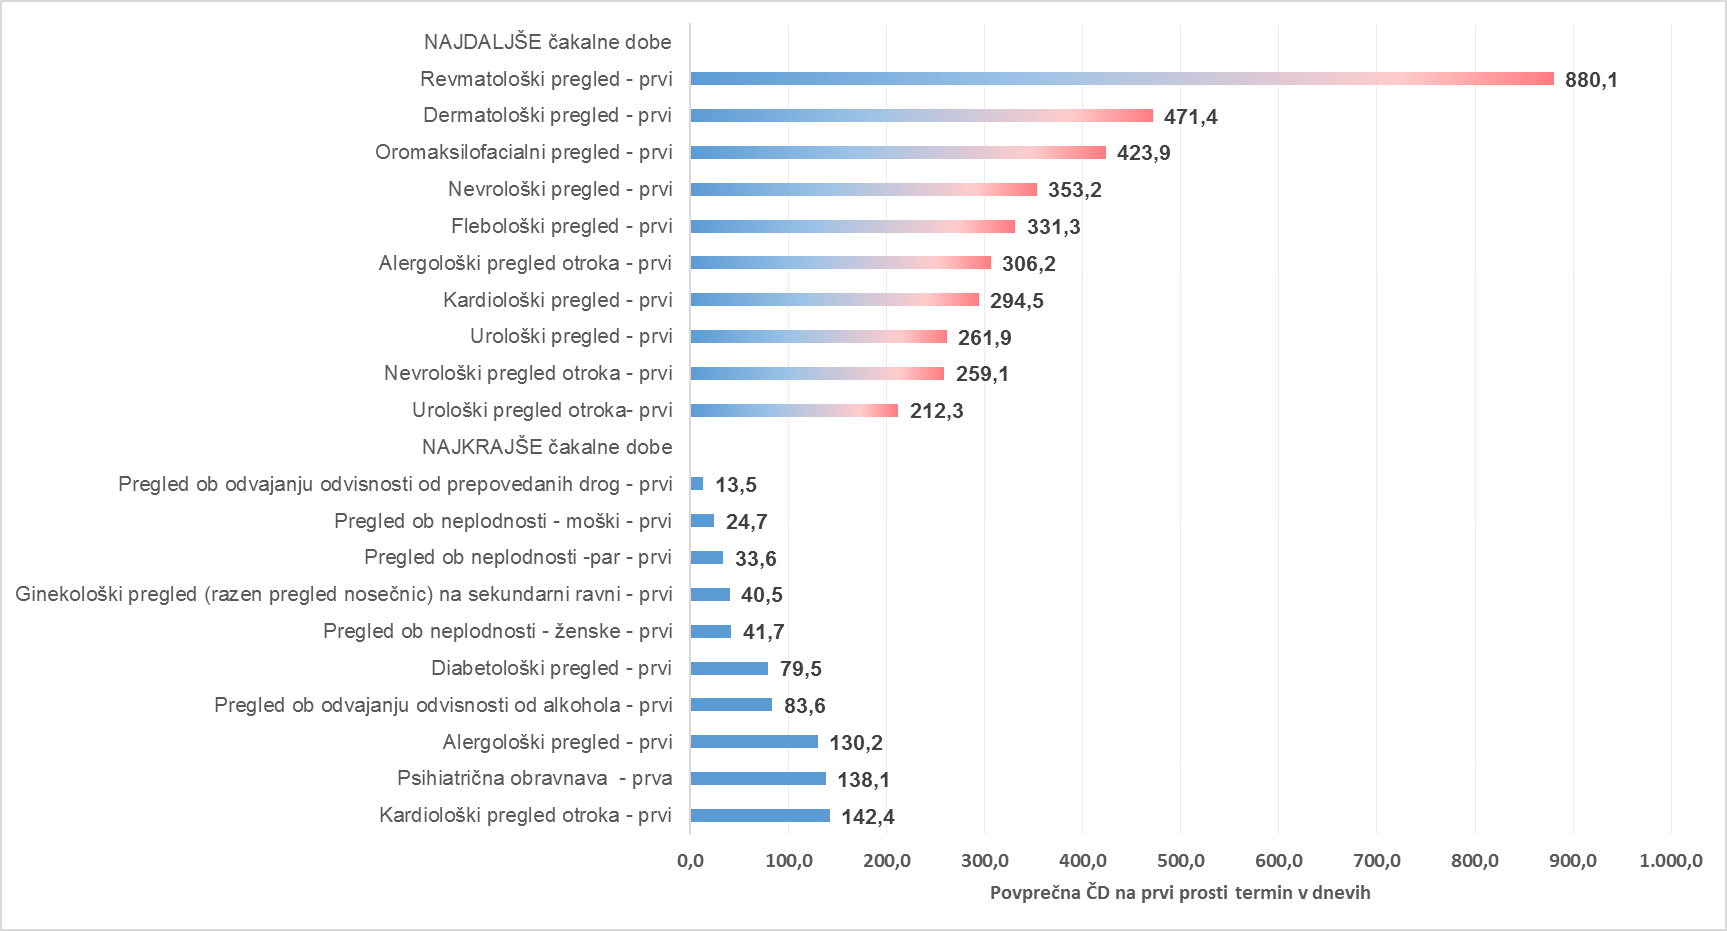 NAJDALJŠE čakalne dobe
Revmatološki pregled - prvi 880,1
Dermatološki pregled - prvi 471,4
Oromaksilofacialni pregled - prvi 423,9
Nevrološki pregled - prvi 353,2
Flebološki pregled - prvi 331,3
Alergološki pregled otroka - prvi 306,2
Kardiološki pregled - prvi 294,5
Urološki pregled - prvi 261,9
Nevrološki pregled otroka - prvi 259,1
Urološki pregled otroka- prvi 212,3
NAJKRAJŠE čakalne dobe
Pregled ob odvajanju odvisnosti od prepovedanih drog - prvi 13,5
Pregled ob neplodnosti - moški - prvi 24,7
Pregled ob neplodnosti -par - prvi 33,6
Ginekološki pregled (razen pregled nosečnic) na sekundarni ravni - prvi 40,5
Pregled ob neplodnosti - ženske - prvi 41,7
Diabetološki pregled - prvi 79,5
Pregled ob odvajanju odvisnosti od alkohola - prvi 83,6
Alergološki pregled - prvi 130,2
Psihiatrična obravnava  - prva 138,1
Kardiološki pregled otroka - prvi 142,4
0,0 100,0 200,0 300,0 400,0 500,0 600,0 700,0 800,0 900,0 1.000,0
Povprečna ČD na prvi prosti termin v dnevih